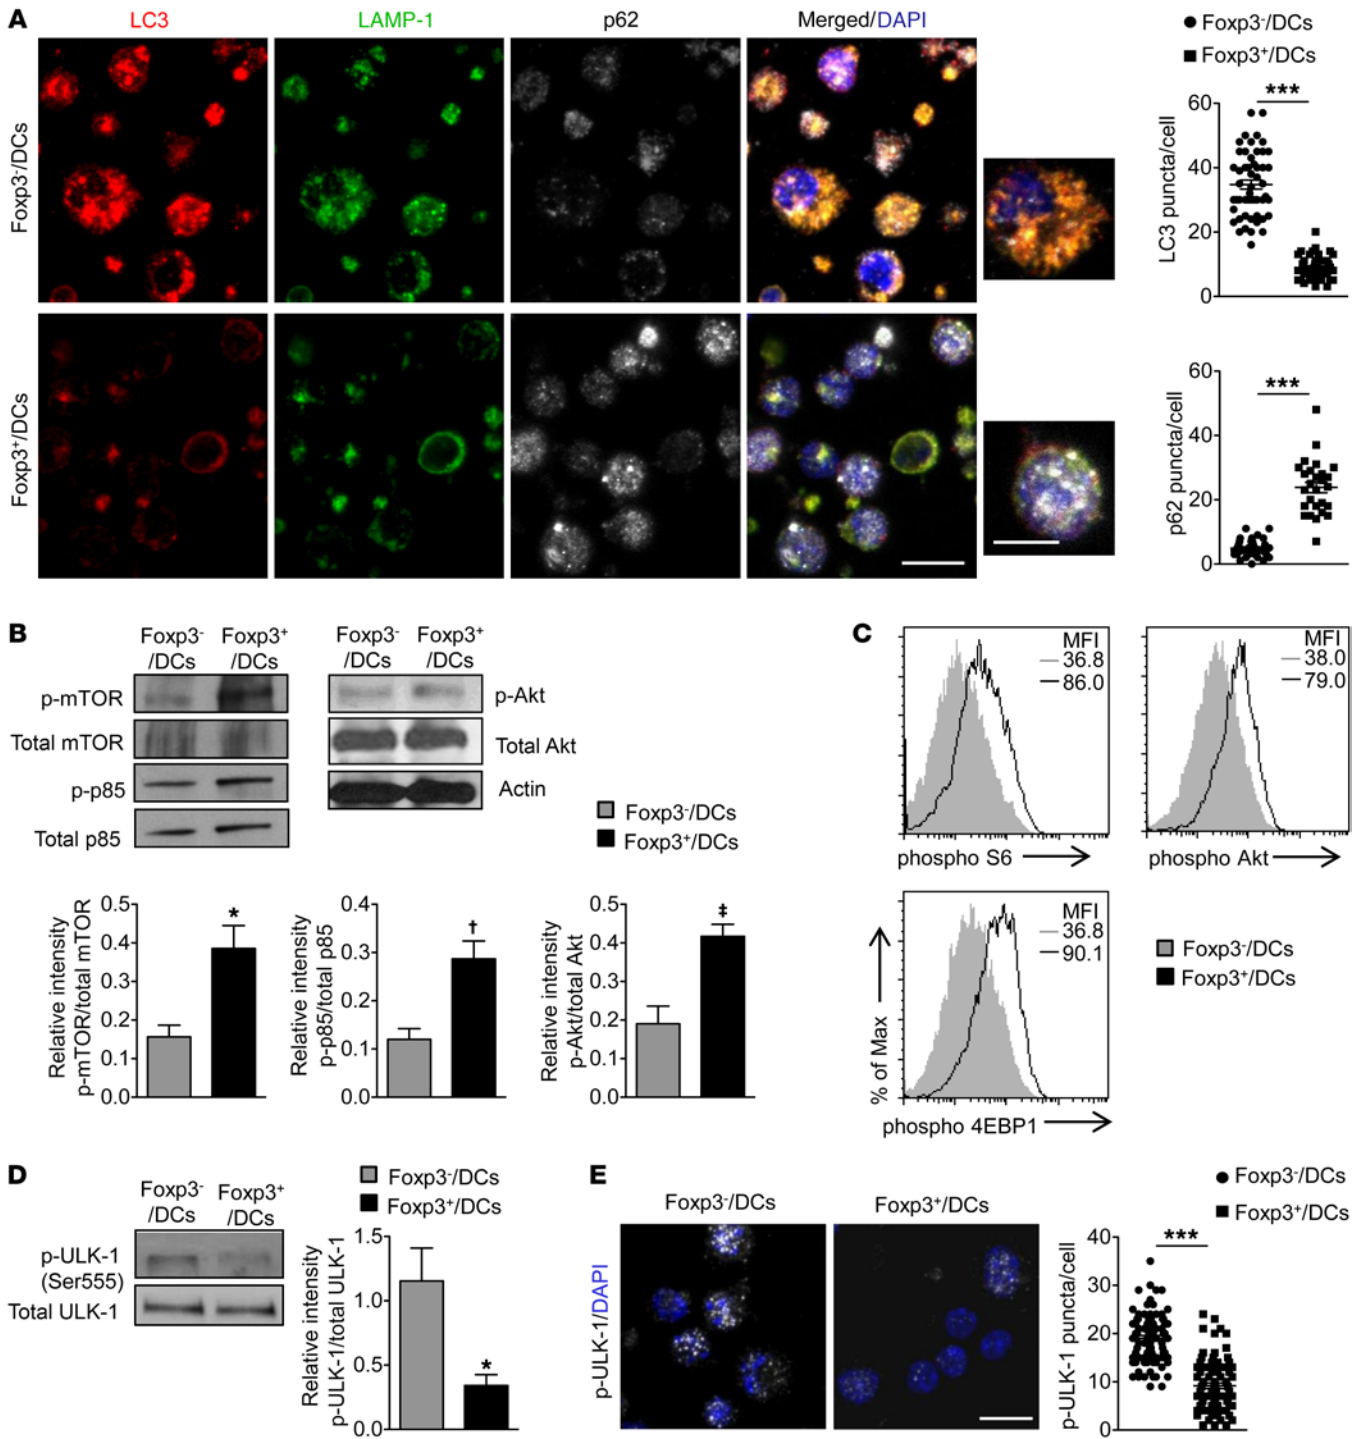 A
LC3
LAMP-1
p62
Merged/DAPI
Foxp3-/DCs
Foxp3+/DCs
Foxp3-/DCs
Foxp3+/DCs
***
LC3 puncta/cell
60
40
20
0
***
p62 puncta/cell
60
40
20
0
B
Foxp3- /DCs
Foxp3+ /DCs
Foxp3- /DCs
Foxp3+ /DCs
p-mTOR
Total mTOR
p-p85
Total p85
p-Akt
Total Akt
Actin
Foxp3-/DCs
Foxp3+/DCs
Relative intensity
p-mTOR/total mTOR
0.5
0.4
0.3
0.2
0.1
0.0
*
Relative intensity
p-p85/total p85
0.4
0.3
0.2
0.1
0.0
†
Relative intensity
p-Akt/total Akt
0.5
0.4
0.3
0.2
0.1
0.0
‡
C
MFI
36.8
86.0
phospho S6
MFI
38.0
79.0
phospho Akt
MFI
36.8
90.1
% of Max
phospho 4EBP1
Foxp3-/DCs
Foxp3+/DCs
D
Foxp3- /DCs
Foxp3+ /DCs
p-ULK-1
(Ser555)
Total ULK-1
Foxp3-/DCs
Foxp3+/DCs
Relative intensity
p-ULK-1/total ULK-1
1.5
1.0
0.5
0.0
*
E
Foxp3-/DCs
Foxp3+/DCs
p-ULK-1/DAPI
Foxp3-/DCs
Foxp3+/DCs
***
p-ULK-1 puncta/cell
40
30
20
10
0